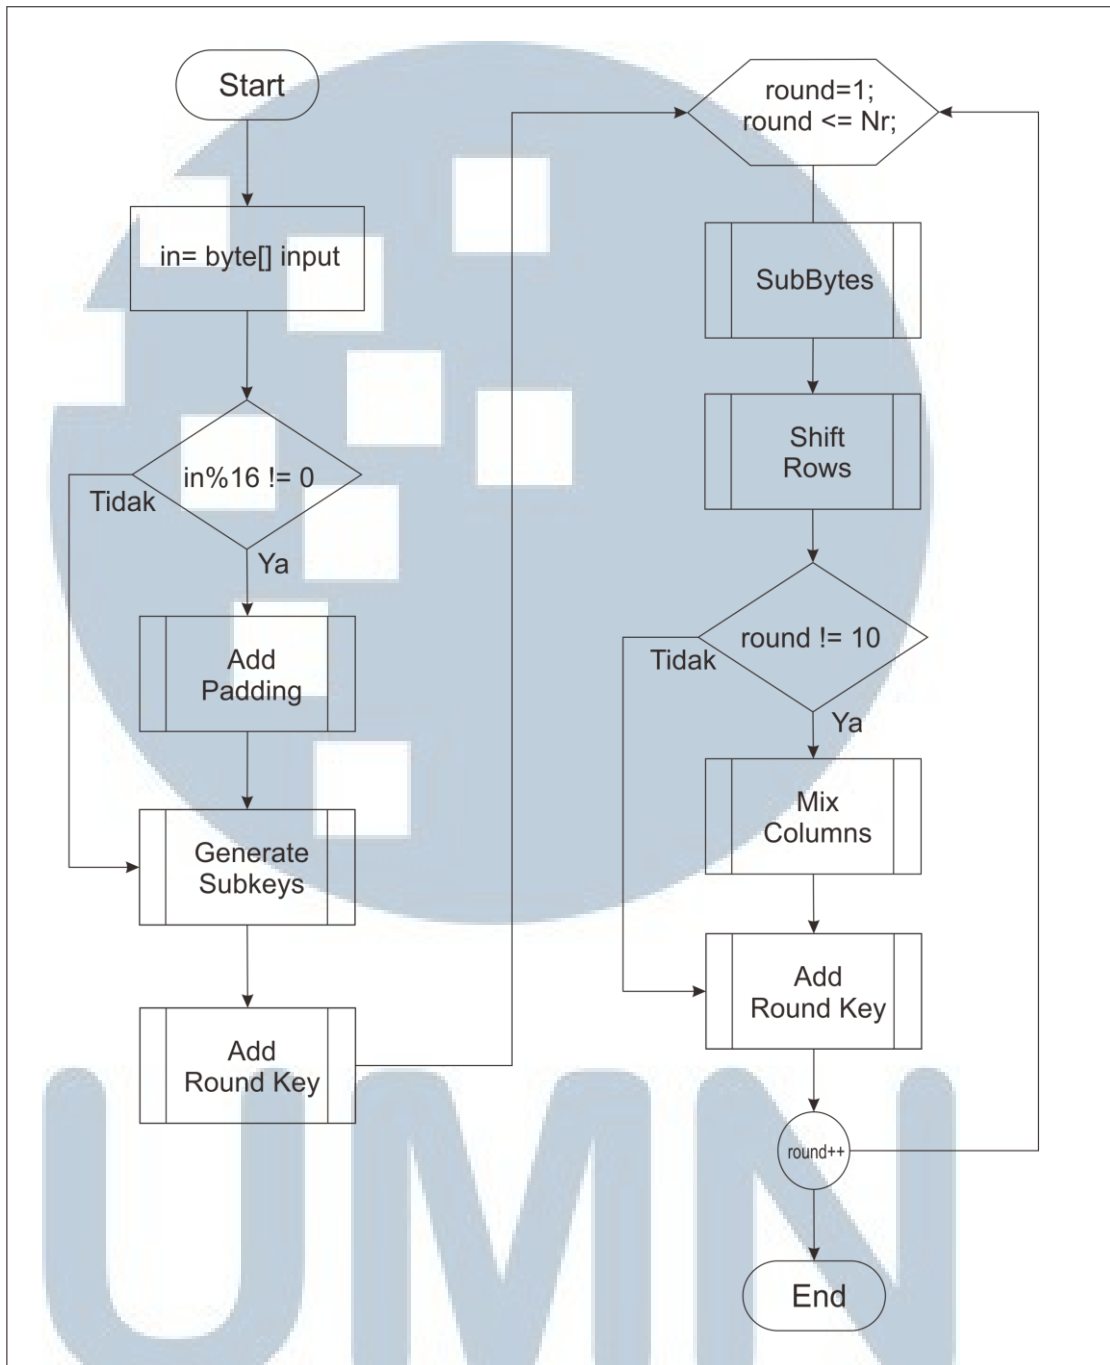 Start
in= byte[] input
in%16 != 0
Tidak
Ya
Add
Padding
Generate
Subkeys
Add
Round Key
round=1;
round <= Nr;
SubBytes
Shift
Rows
round != 10
Tidak
Ya
Mix
Columns
Add
Round Key
round++
End
UMN